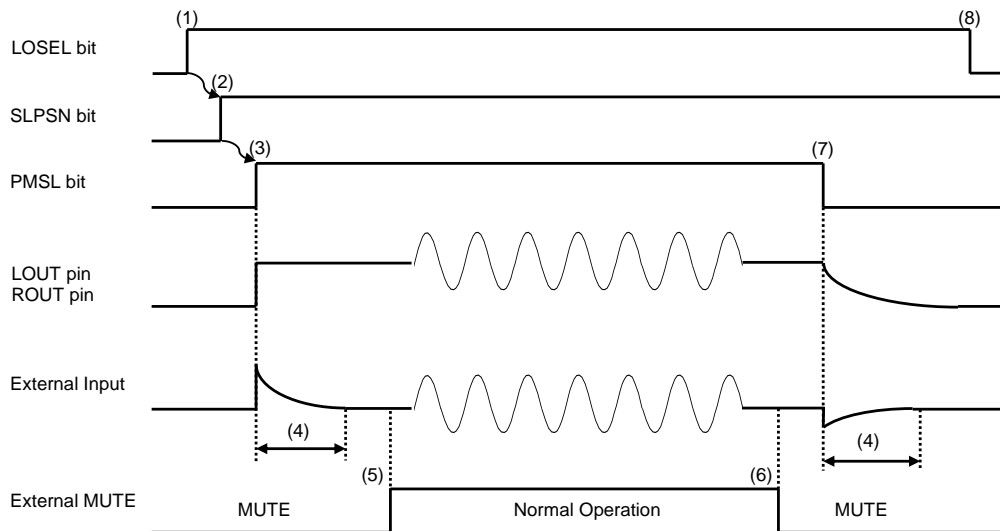 (1) (8)
LOSEL bit
(2)
SLPSN bit
(3) (7)
PMSL bit
LOUT pin
ROUT pin
External Input
(4) (4)
(5) (6)
External MUTE MUTE Normal Operation MUTE